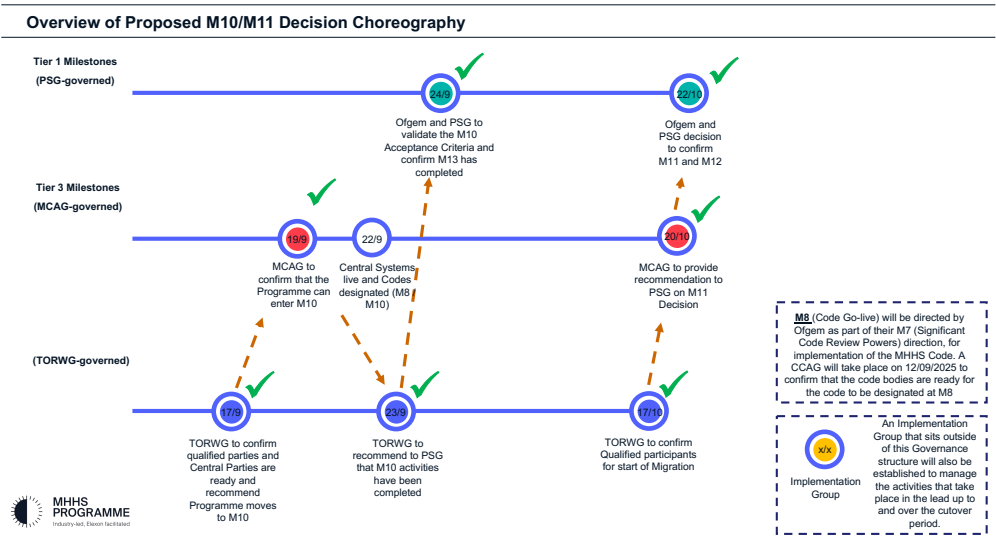 Overview of Proposed M10/M11 Decision Choreography
Tier 1 Milestones
(PSG-governed)
24/9
22/10
Ofgem and PSG to
validate the M10
Acceptance Criteria and
confirm M13 has
completed
Ofgem and
PSG decision
to confirm
M11 and M12
Tier 3 Milestones
(MCAG-governed)
19/9
22/9
20/10
MCAG to
confirm that the
Programme can
enter M10
Central Systems
live and Codes
designated (M8 /
M10)
MCAG to provide
recommendation to
PSG on M11
Decision
(TORWG-governed)
17/9
23/9
17/10
TORWG to confirm
qualified parties and
Central Parties are
ready and
recommend
Programme moves
to M10
TORWG to
recommend to PSG
that M10 activities
have been
completed
TORWG to confirm
Qualified participants
for start of Migration
M8 (Code Go-live) will be directed by
Ofgem as part of their M7 (Significant
Code Review Powers) direction, for
implementation of the MHHS Code. A
CCAG will take place on 12/09/2025 to
confirm that the code bodies are ready for
the code to be designated at M8
x/x
Implementation
Group
An Implementation
Group that sits outside
of this Governance
structure will also be
established to manage
the activities that take
place in the lead up to
and over the cutover
period.
MHHS
PROGRAMME
Industry-led, Elexon facilitated